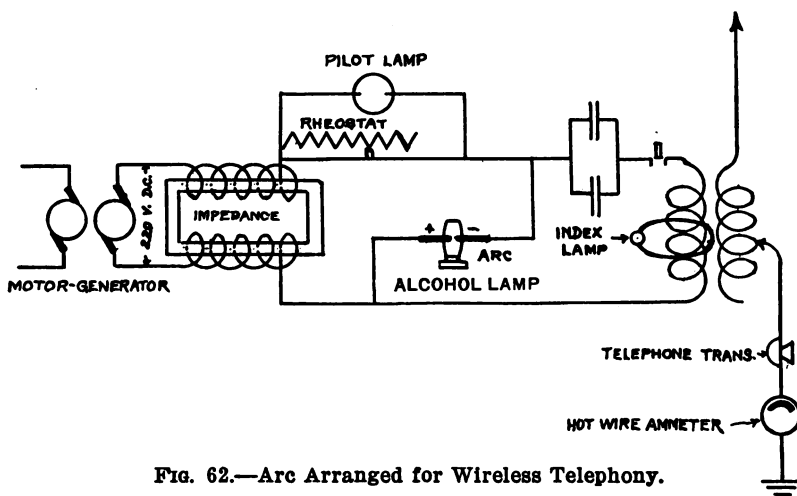 PILOT LAMP
RHEOSTAT
+ 220 V. D.C. +
IMPEDANCE
+ -
ARC
ALCOHOL LAMP
INDEX
LAMP
MOTOR-GENERATOR
TELEPHONE TRANS.
HOT WIRE AMNETER
FIG. 62.—Arc Arranged for Wireless Telephony.